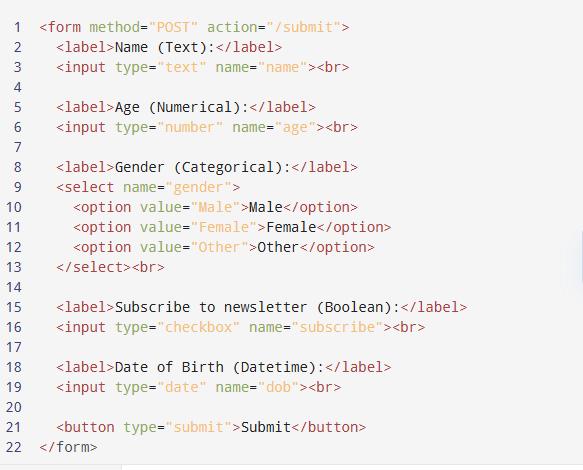 1 <form method="POST" action="/submit">
2   <label>Name (Text):</label>
3   <input type="text" name="name"><br>
4
5   <label>Age (Numerical):</label>
6   <input type="number" name="age"><br>
7
8   <label>Gender (Categorical):</label>
9   <select name="gender">
10     <option value="Male">Male</option>
11     <option value="Female">Female</option>
12     <option value="Other">Other</option>
13   </select><br>
14
15   <label>Subscribe to newsletter (Boolean):</label>
16   <input type="checkbox" name="subscribe"><br>
17
18   <label>Date of Birth (Datetime):</label>
19   <input type="date" name="dob"><br>
20
21   <button type="submit">Submit</button>
22 </form>